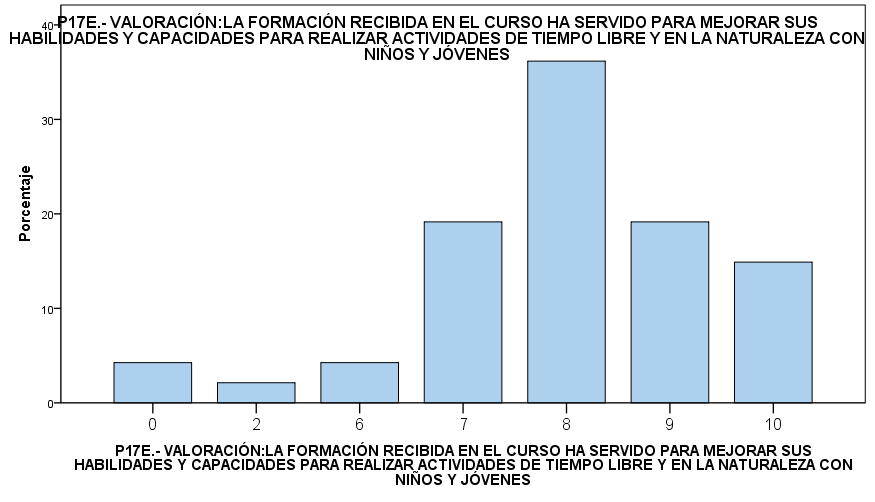 P17E.- VALORACIÓN:LA FORMACIÓN RECIBIDA EN EL CURSO HA SERVIDO PARA MEJORAR SUS
HABILIDADES Y CAPACIDADES PARA REALIZAR ACTIVIDADES DE TIEMPO LIBRE Y EN LA NATURALEZA CON
NIÑOS Y JÓVENES
40
30
20
10
0
Porcentaje
0 2 6 7 8 9 10
P17E.- VALORACIÓN:LA FORMACIÓN RECIBIDA EN EL CURSO HA SERVIDO PARA MEJORAR SUS
HABILIDADES Y CAPACIDADES PARA REALIZAR ACTIVIDADES DE TIEMPO LIBRE Y EN LA NATURALEZA CON
NIÑOS Y JÓVENES